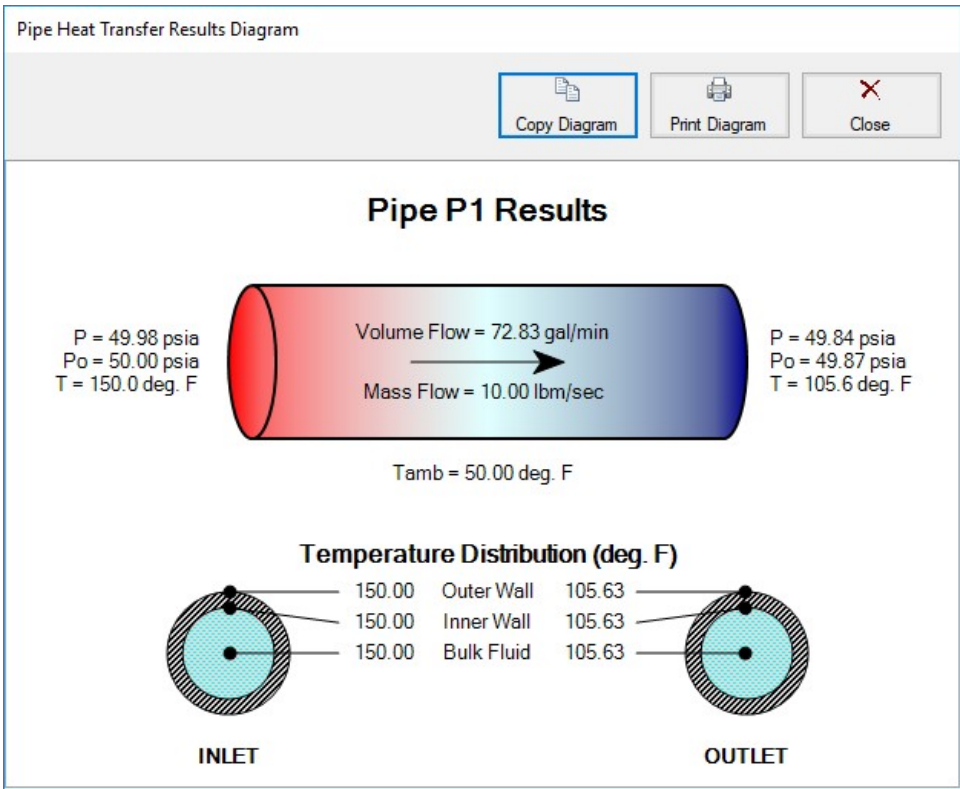 Pipe Heat Transfer Results Diagram
Copy Diagram
Print Diagram
Close
Pipe P1 Results
P = 49.98 psia
Po = 50.00 psia
T = 150.0 deg. F
Volume Flow = 72.83 gal/min
Mass Flow = 10.00 lbm/sec
P = 49.84 psia
Po = 49.87 psia
T = 105.6 deg. F
Tamb = 50.00 deg. F
Temperature Distribution (deg. F)
150.00 Outer Wall 105.63
150.00 Inner Wall 105.63
150.00 Bulk Fluid 105.63
INLET
OUTLET